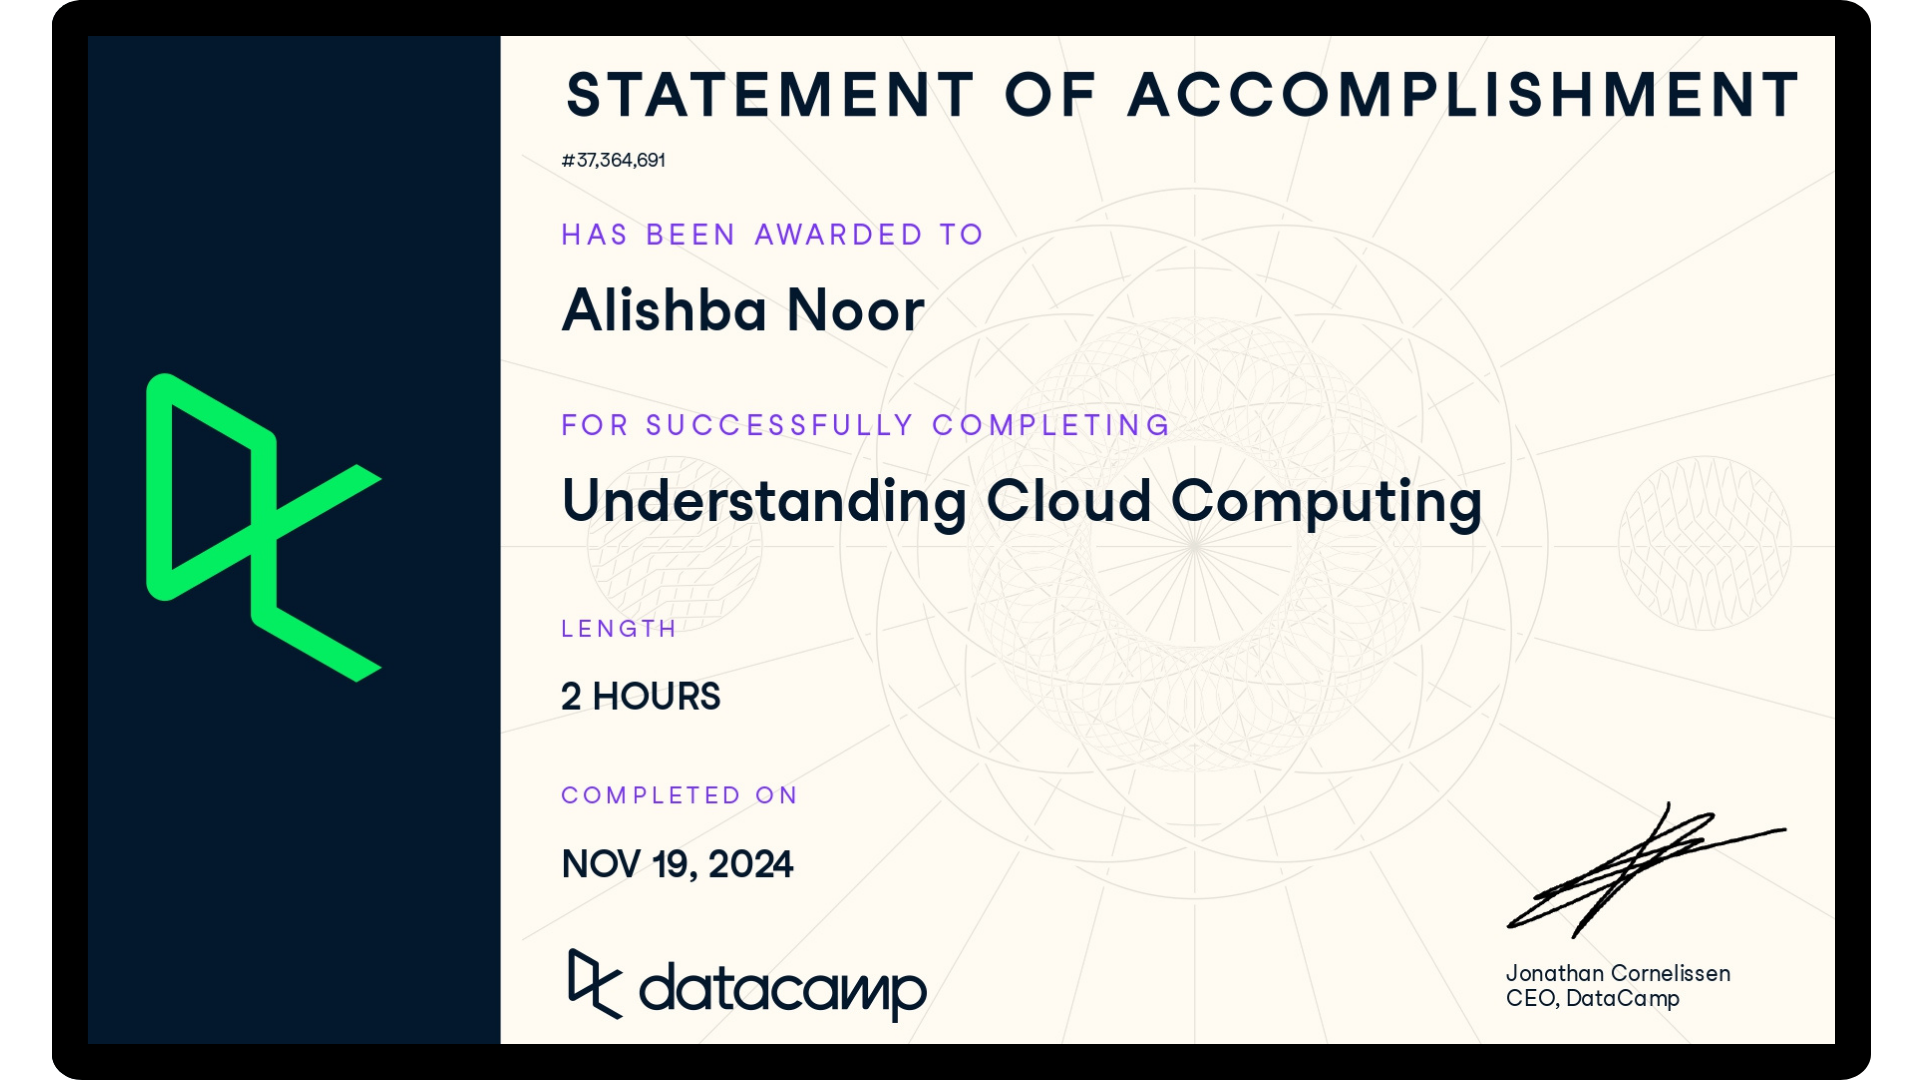 STATEMENT OF ACCOMPLISHMENT
#37,364,691
HAS BEEN AWARDED TO
Alishba Noor
FOR SUCCESSFULLY COMPLETING
Understanding Cloud Computing
LENGTH
2 HOURS
COMPLETED ON
NOV 19, 2024
datacamp
Jonathan Cornelissen
CEO, DataCamp